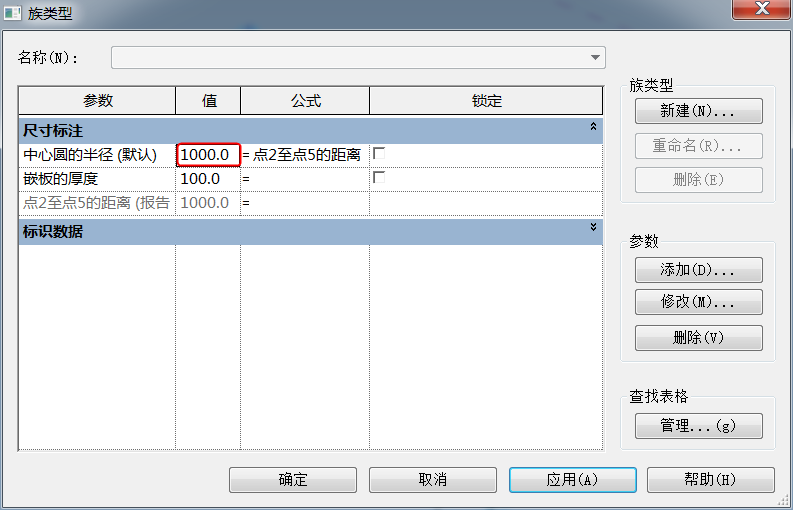 族类型
名称(N):
参数 值 公式 锁定
尺寸标注
中心圆的半径 (默认) 1000.0 = 点2至点5的距离
嵌板的厚度 100.0 =
点2至点5的距离 (报告 1000.0 =
标识数据
族类型
新建(N)...
重命名(R)...
删除(E)
参数
添加(D)...
修改(M)...
删除(V)
查找表格
管理...(g)
确定 取消 应用(A) 帮助(H)